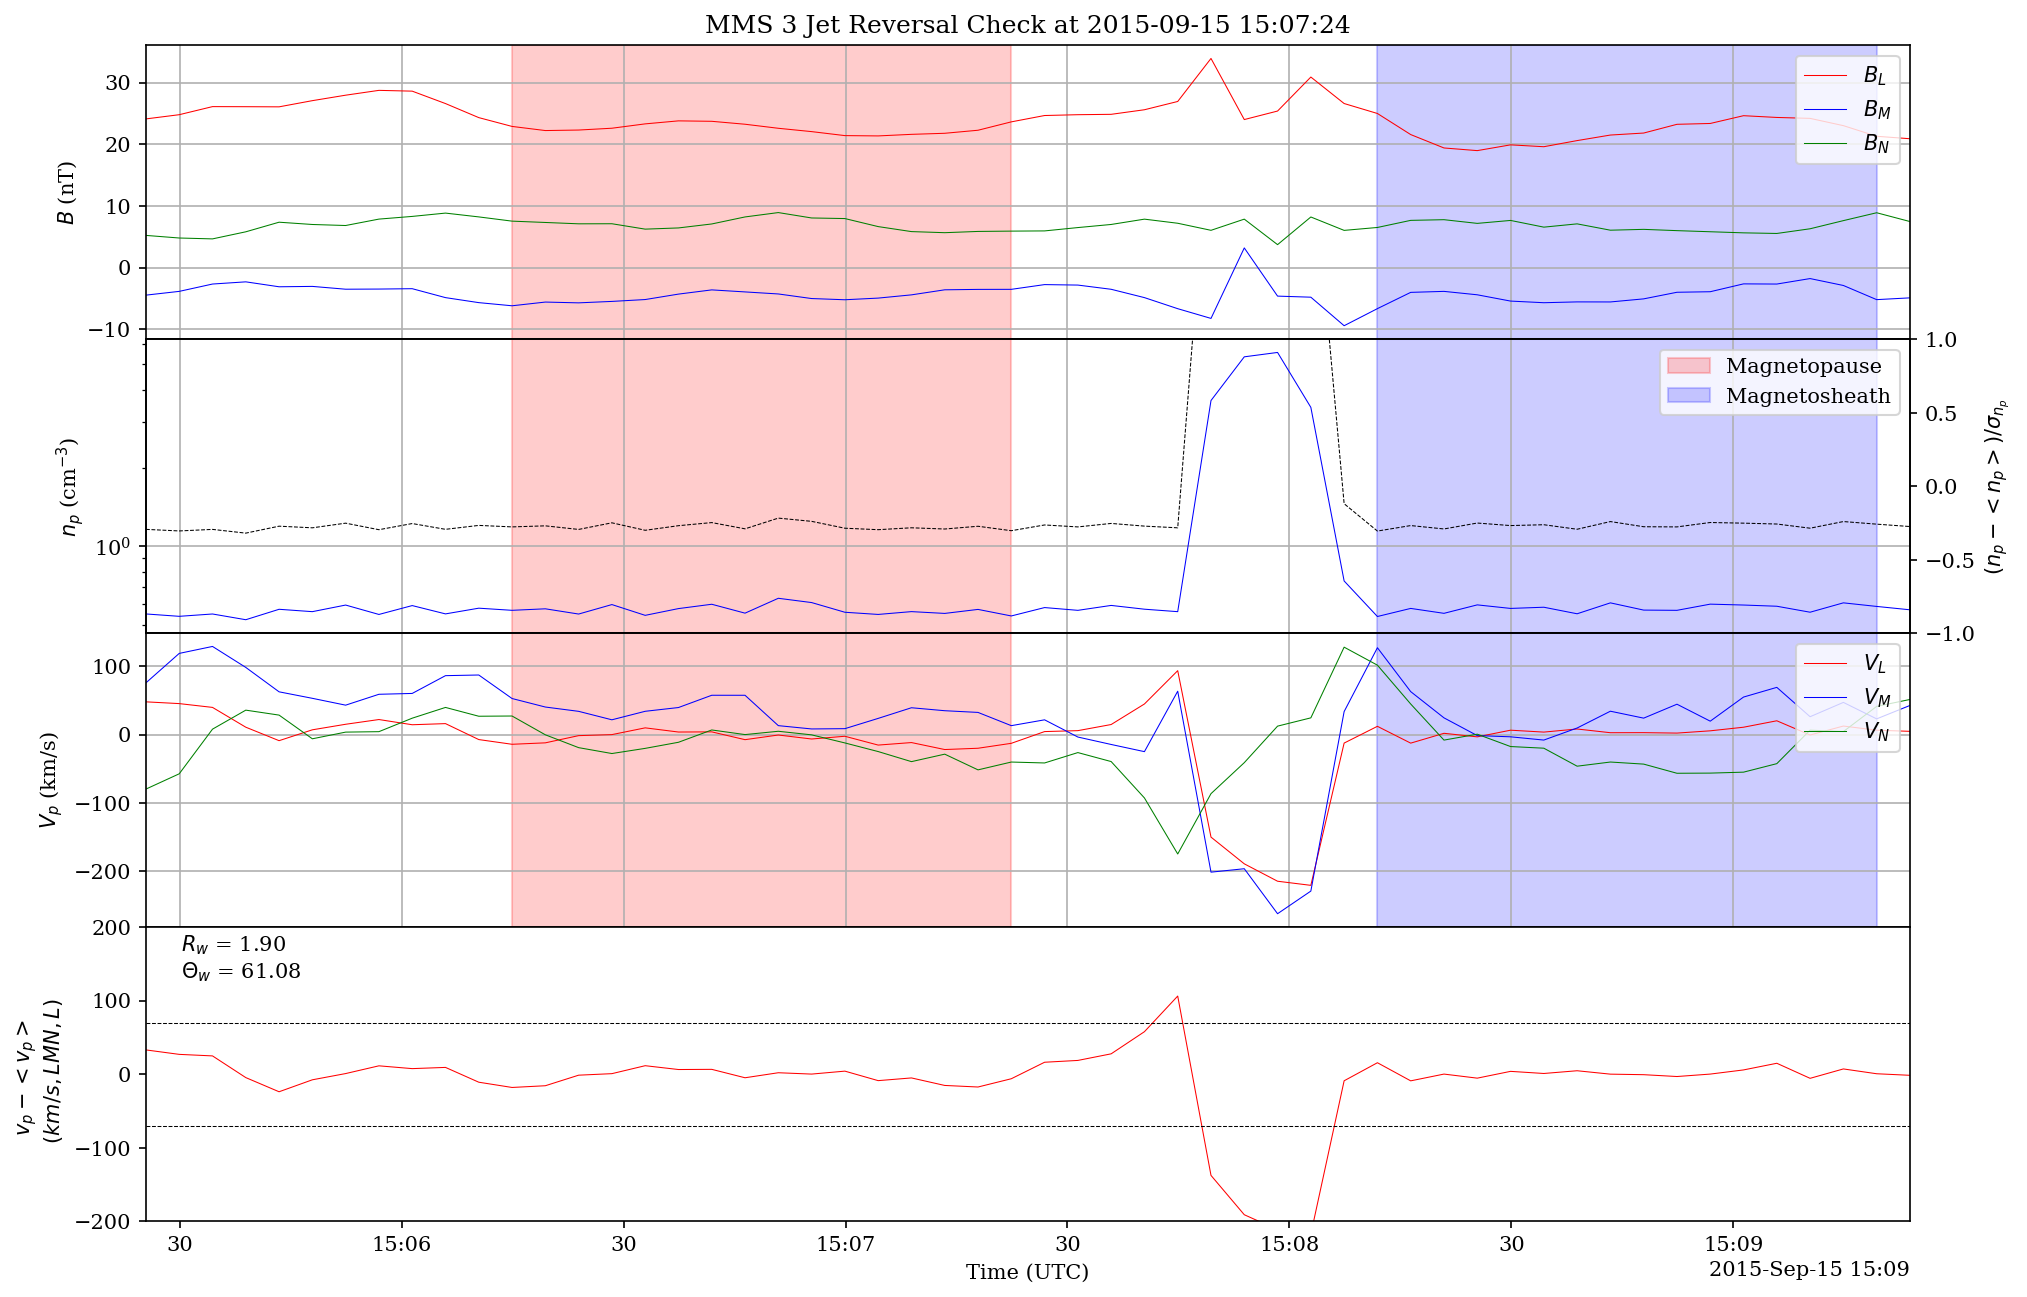 MMS 3 Jet Reversal Check at 2015-09-15 15:07:24
B (nT)
30
20
10
0
−10
B_L
B_M
B_N
n_p (cm^{−3})
10^0
Magnetopause
Magnetosheath
1.0
0.5
0.0
−0.5
−1.0
(n_p − < n_p >)/σ_{n_p}
V_p (km/s)
100
0
−100
−200
V_L
V_M
V_N
v_p − < v_p >
(km/s, LMN, L)
200
100
0
−100
−200
R_w = 1.90
Θ_w = 61.08
30
15:06
30
15:07
30
15:08
30
15:09
Time (UTC)
2015-Sep-15 15:09